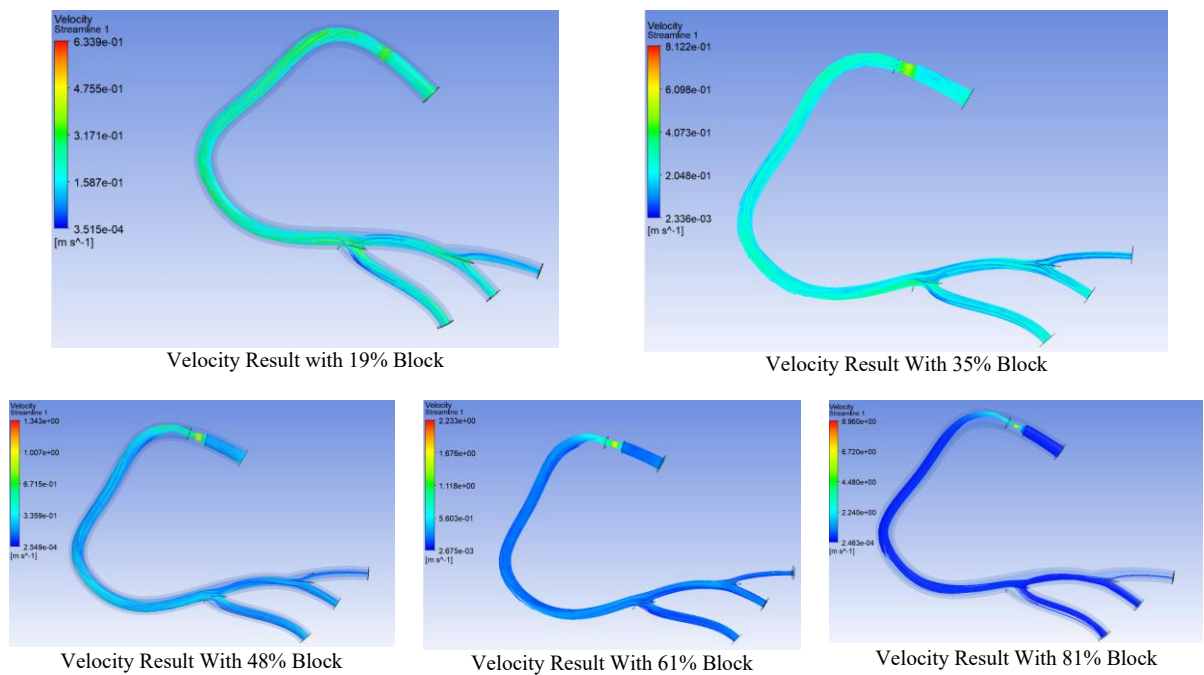 Velocity
Streamline 1
6.339e-01
4.755e-01
3.171e-01
1.587e-01
3.515e-04
[m s^-1]
Velocity Result with 19% Block
Velocity
Streamline 1
8.122e-01
6.098e-01
4.073e-01
2.048e-01
2.336e-03
[m s^-1]
Velocity Result With 35% Block
Velocity
Streamline 1
1.343e+00
1.007e+00
6.715e-01
3.359e-01
2.549e-04
[m s^-1]
Velocity Result With 48% Block
Velocity
Streamline 1
2.233e+00
1.676e+00
1.118e+00
5.603e-01
2.675e-03
[m s^-1]
Velocity Result With 61% Block
Velocity
Streamline 1
8.960e+00
6.720e+00
4.480e+00
2.240e+00
2.463e-04
[m s^-1]
Velocity Result With 81% Block